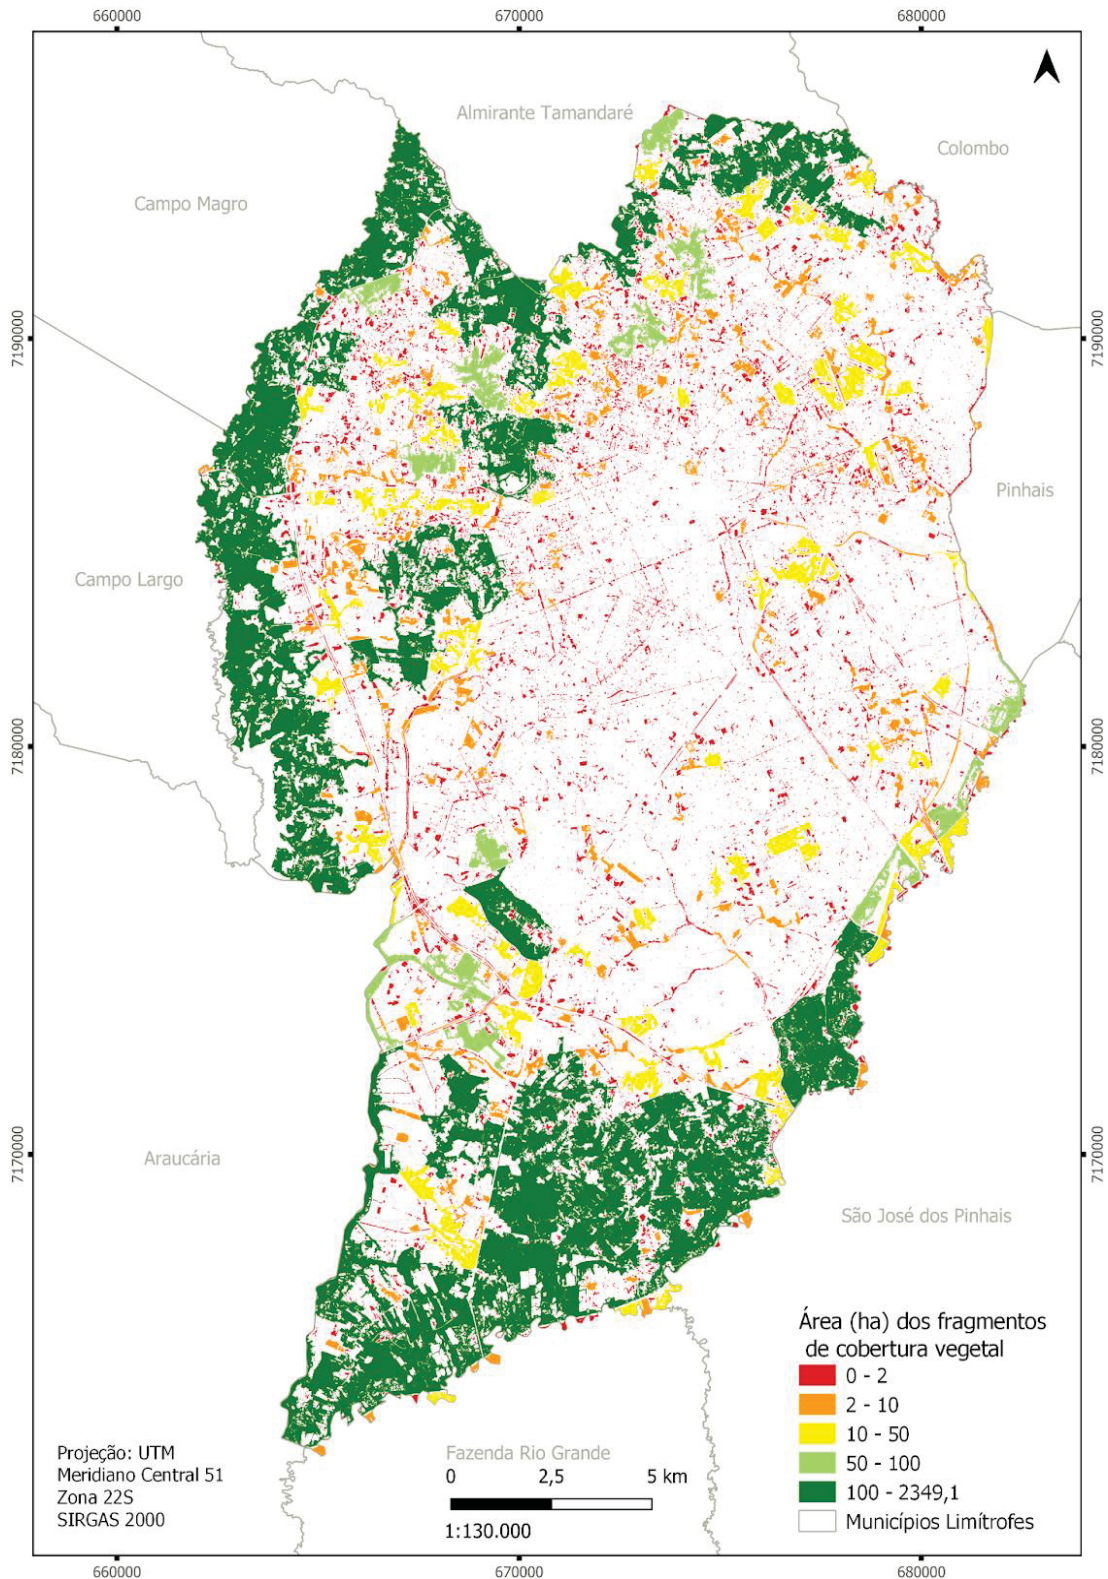 660000
670000
680000
Almirante Tamandaré
Colombo
Campo Magro
7190000
7190000
Pinhais
Campo Largo
7180000
7180000
7170000
7170000
Araucária
São José dos Pinhais
Área (ha) dos fragmentos
de cobertura vegetal
0 - 2
2 - 10
10 - 50
50 - 100
100 - 2349,1
Municípios Limítrofes
Projeção: UTM
Meridiano Central 51
Zona 22S
SIRGAS 2000
Fazenda Rio Grande
0 2,5 5 km
1:130.000
660000
670000
680000